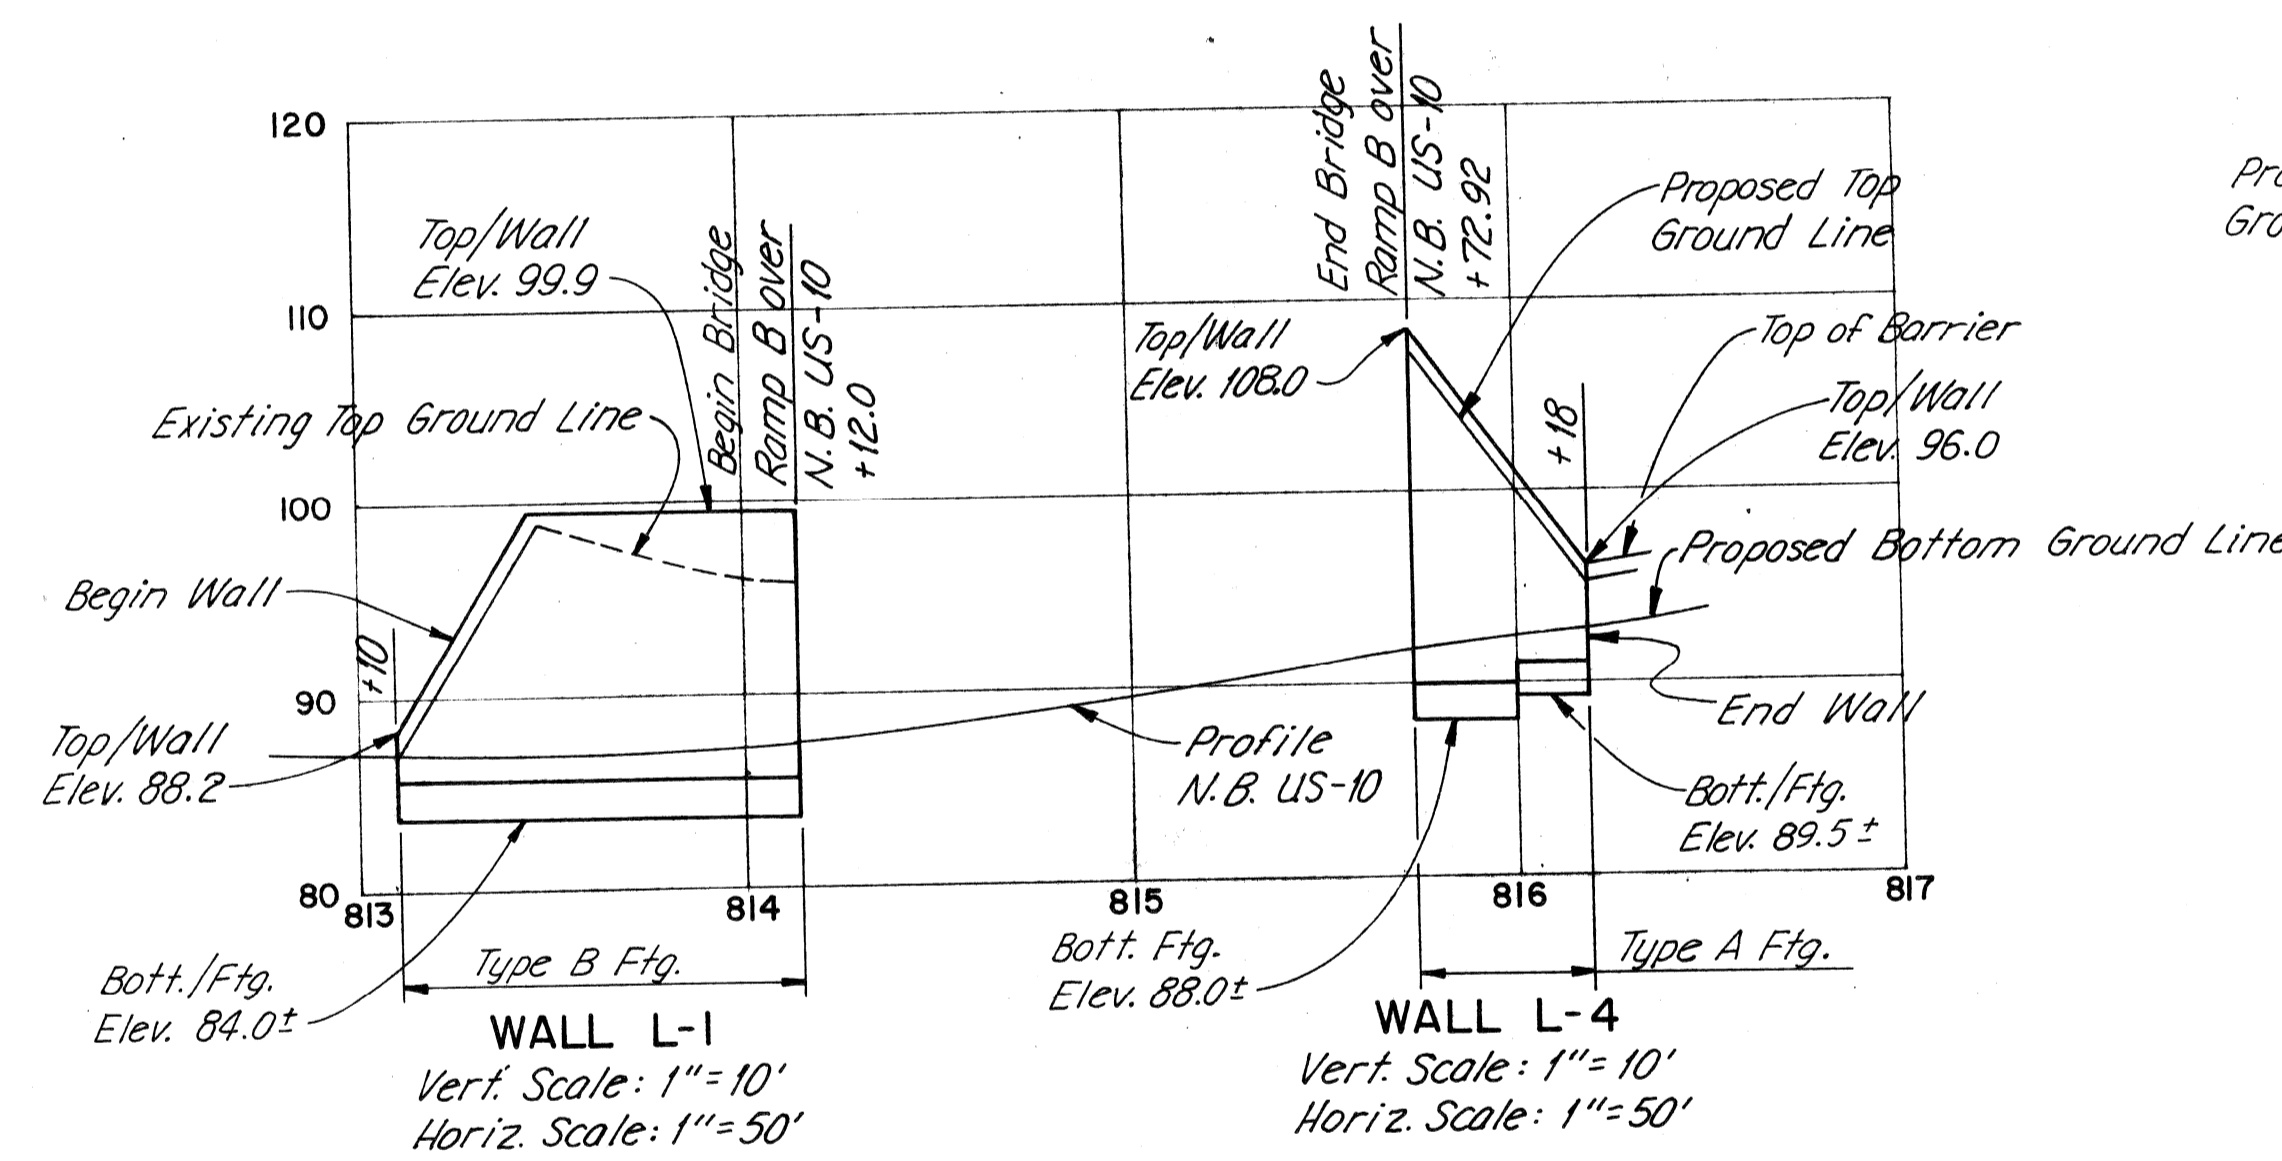 120
110
100
90
80
813
814
815
816
817
Top/Wall
Elev. 99.9
Begin Bridge
Ramp B over
N.B. US-10
+12.0
Existing Top Ground Line
Begin Wall
+10
Top/Wall
Elev. 88.2
Bott./Ftg.
Elev. 84.0±
Type B Ftg.
WALL L-1
Vert. Scale: 1"=10'
Horiz. Scale: 1"=50'
End Bridge
Ramp B over
N.B. US-10
+72.92
Proposed Top
Ground Line
Top/Wall
Elev. 108.0
Top of Barrier
+18
Top/Wall
Elev. 96.0
Proposed Bottom Ground Line
End Wall
Profile
N.B. US-10
Bott./Ftg.
Elev. 89.5±
Bott. Ftg.
Elev. 88.0±
Type A Ftg.
WALL L-4
Vert. Scale: 1"=10'
Horiz. Scale: 1"=50'